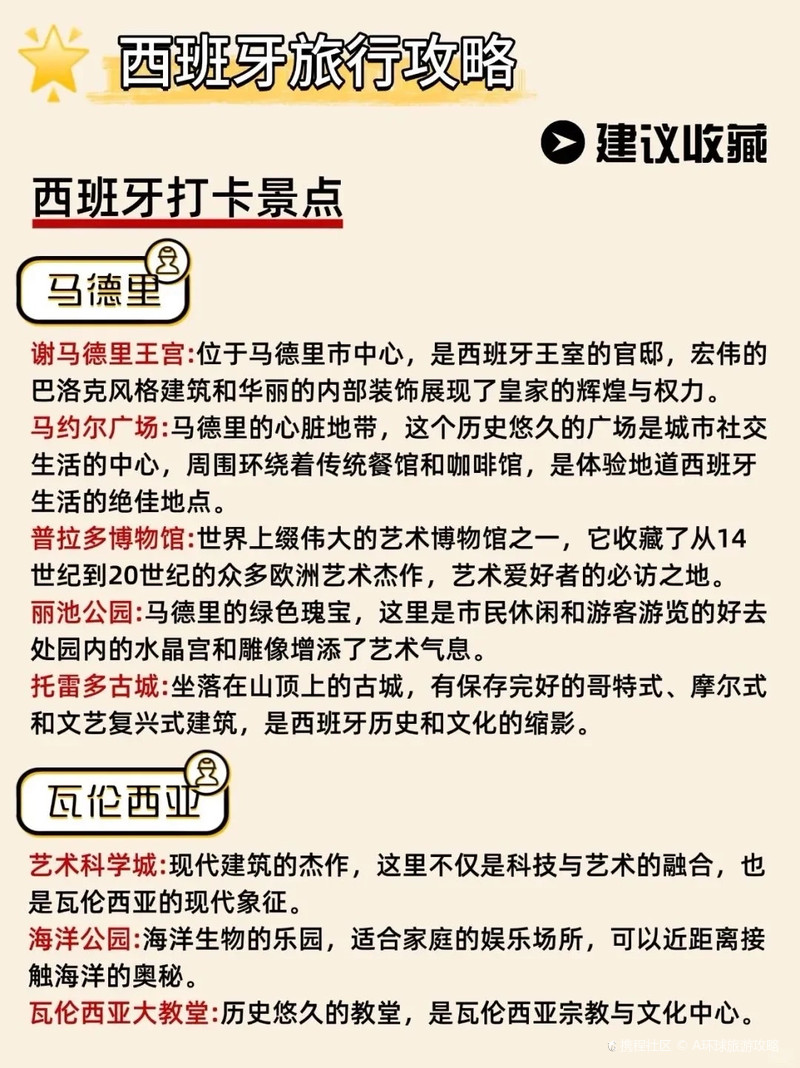 西班牙旅行攻略
建议收藏
西班牙打卡景点
马德里
谢马德里王宫:位于马德里市中心，是西班牙王室的官邸，宏伟的
巴洛克风格建筑和华丽的内部装饰展现了皇家的辉煌与权力。
马约尔广场:马德里的心脏地带，这个历史悠久的广场是城市社交
生活的中心，周围环绕着传统餐馆和咖啡馆，是体验地道西班牙
生活的绝佳地点。
普拉多博物馆:世界上缀伟大的艺术博物馆之一，它收藏了从14
世纪到20世纪的众多欧洲艺术杰作，艺术爱好者的必访之地。
丽池公园:马德里的绿色瑰宝，这里是市民休闲和游客游览的好去
处园内的水晶宫和雕像增添了艺术气息。
托雷多古城:坐落在山顶上的古城，有保存完好的哥特式、摩尔式
和文艺复兴式建筑，是西班牙历史和文化的缩影。
瓦伦西亚
艺术科学城:现代建筑的杰作，这里不仅是科技与艺术的融合，也
是瓦伦西亚的现代象征。
海洋公园:海洋生物的乐园，适合家庭的娱乐场所，可以近距离接
触海洋的奥秘。
瓦伦西亚大教堂:历史悠久的教堂，是瓦伦西亚宗教与文化中心。